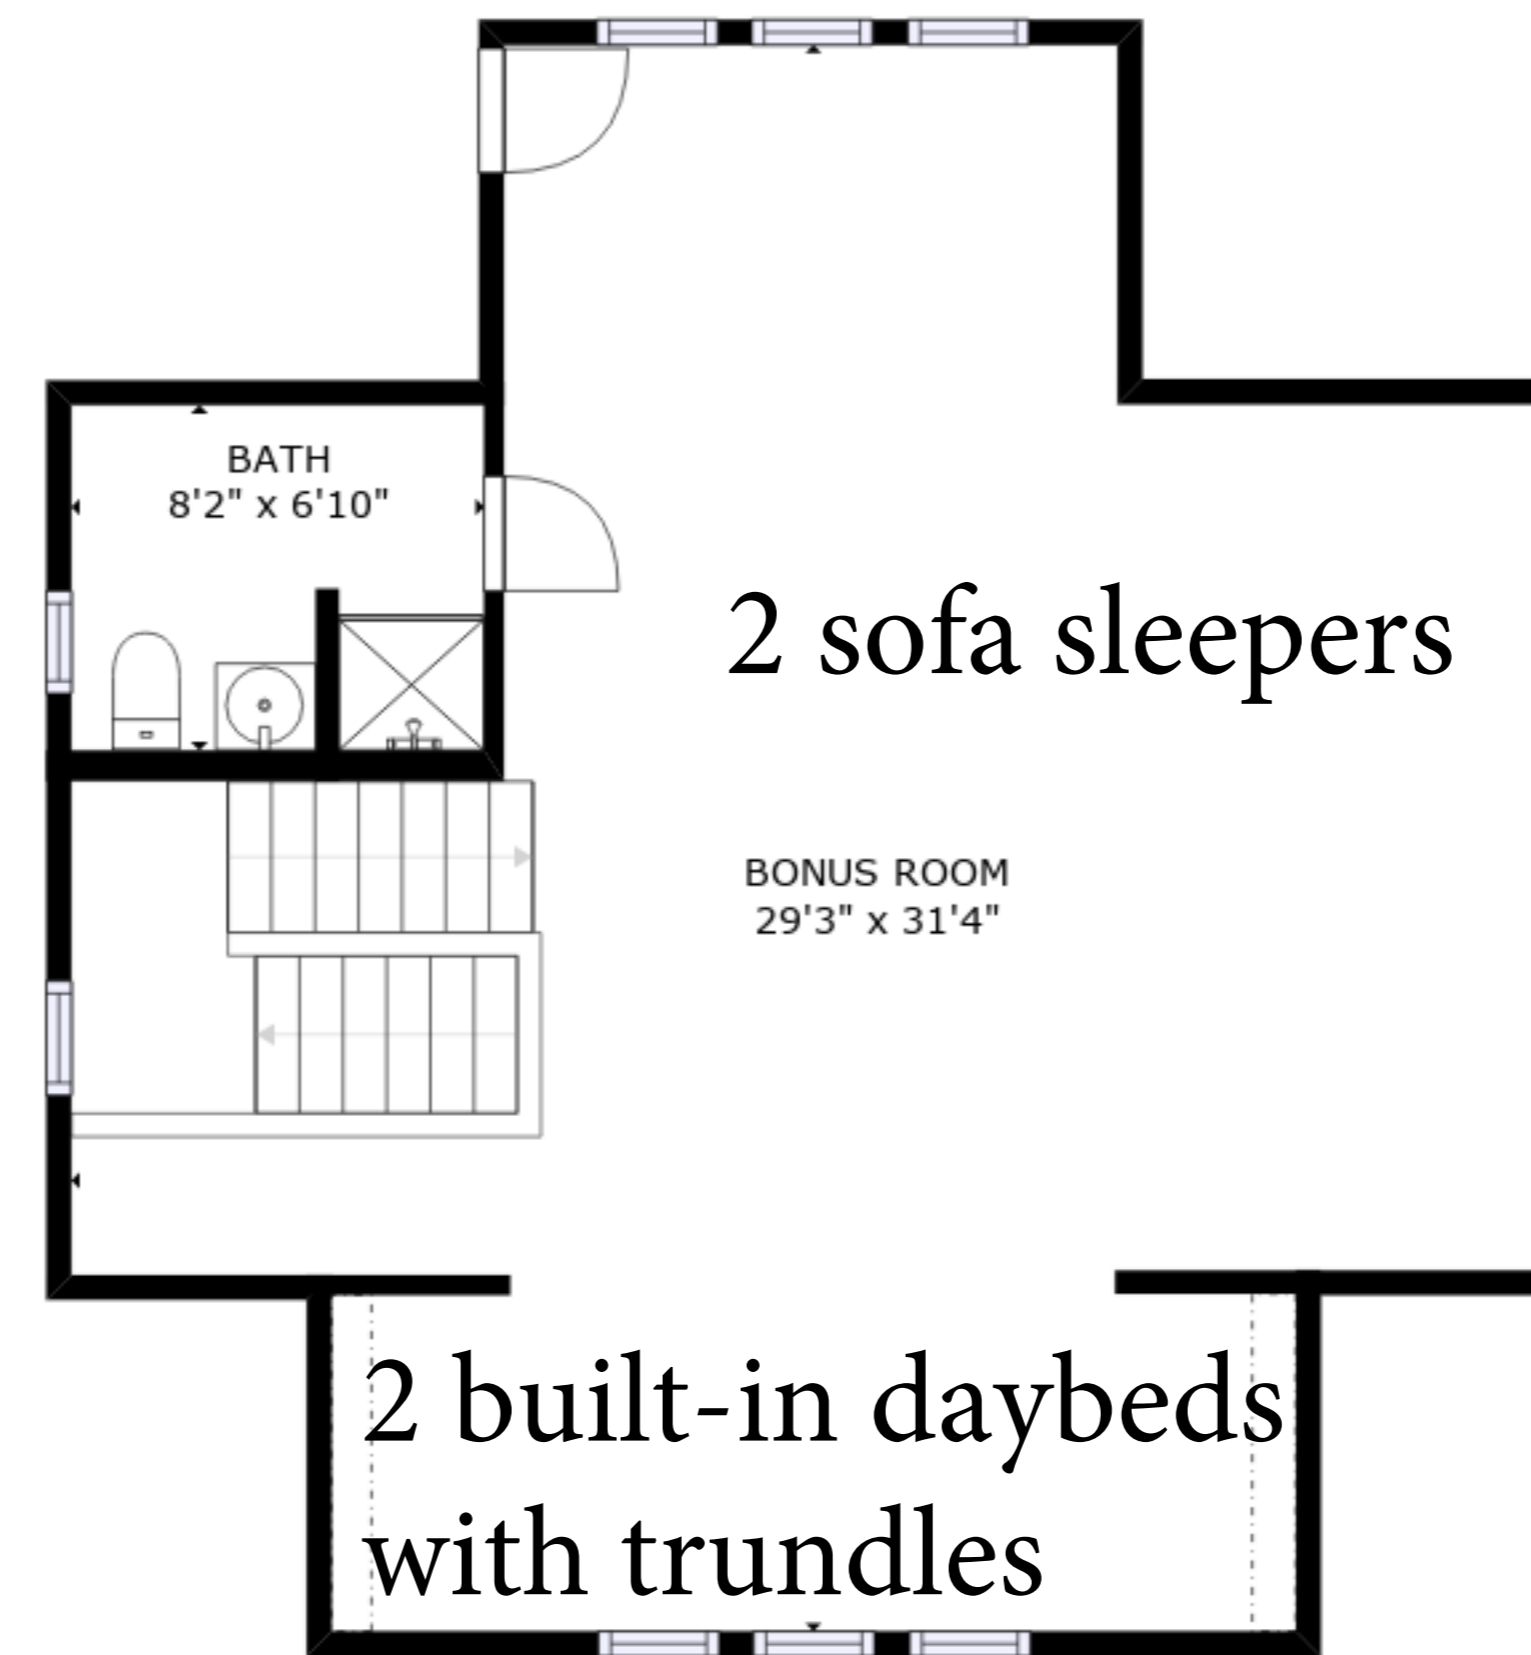 BATH
8'2" x 6'10"
2 sofa sleepers
BONUS ROOM
29'3" x 31'4"
2 built-in daybeds
with trundles